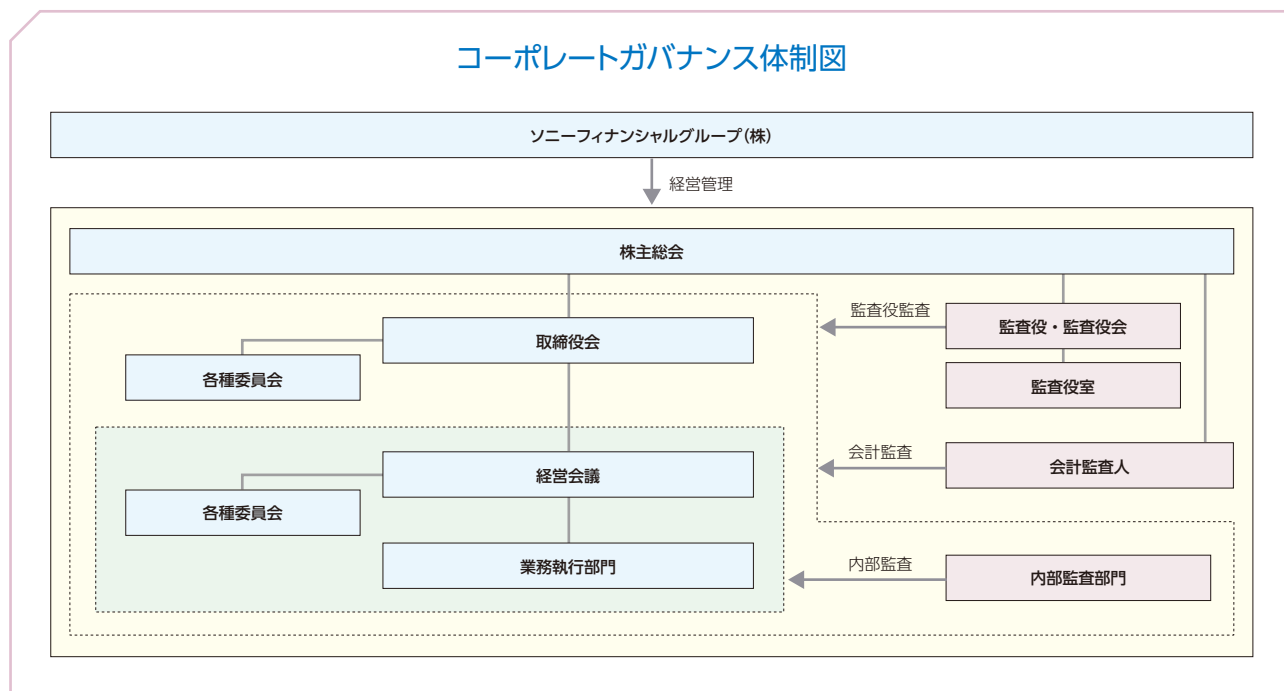 コーポレートガバナンス体制図
ソニーフィナンシャルグループ(株)
経営管理
株主総会
監査役監査
監査役・監査役会
取締役会
各種委員会
監査役室
会計監査
会計監査人
経営会議
各種委員会
業務執行部門
内部監査
内部監査部門